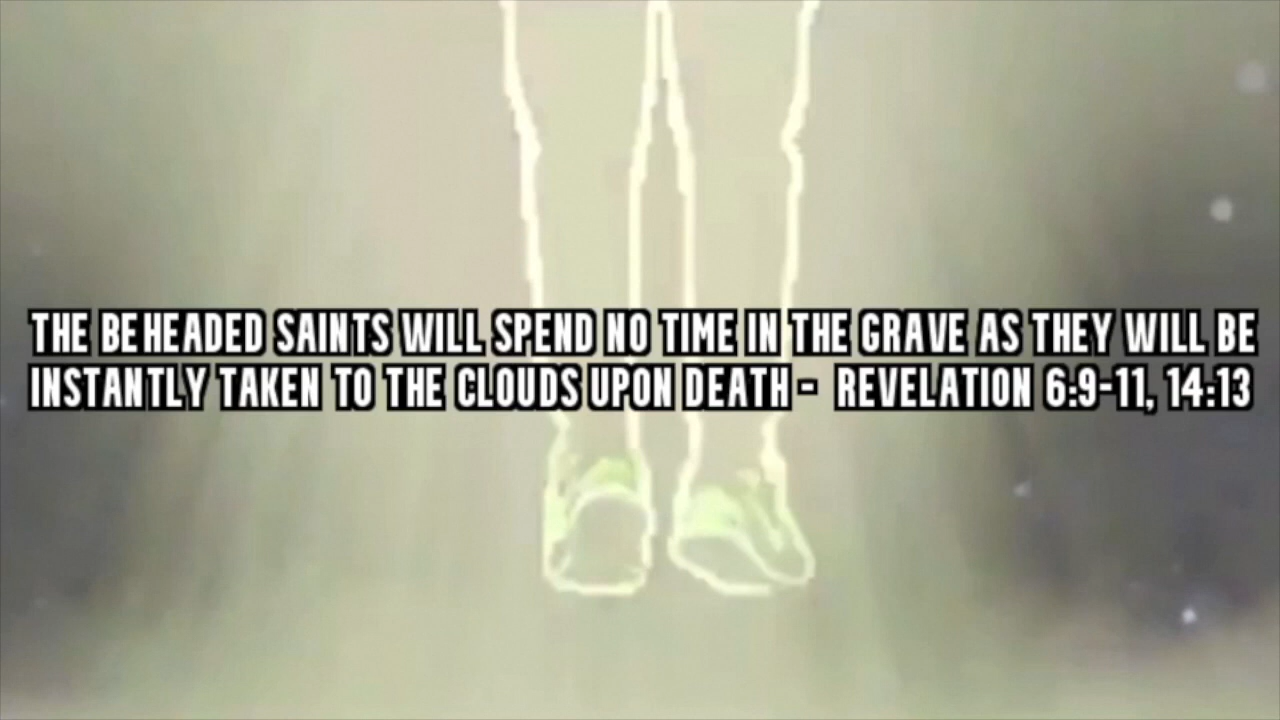 THE BEHEADED SAINTS WILL SPEND NO TIME IN THE GRAVE AS THEY WILL BE
INSTANTLY TAKEN TO THE CLOUDS UPON DEATH - REVELATION 6:9-11, 14:13